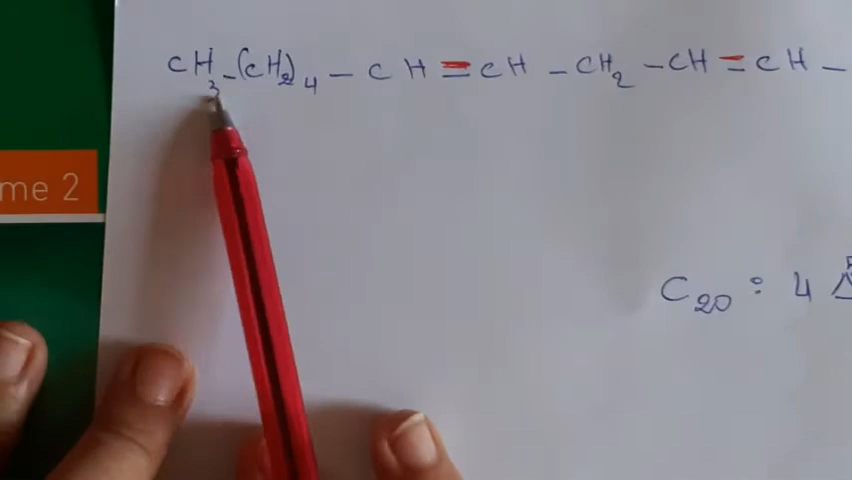 CH₃-(CH₂)₄ - CH = CH - CH₂ - CH = CH -
me 2
C₂₀ : 4 Δ